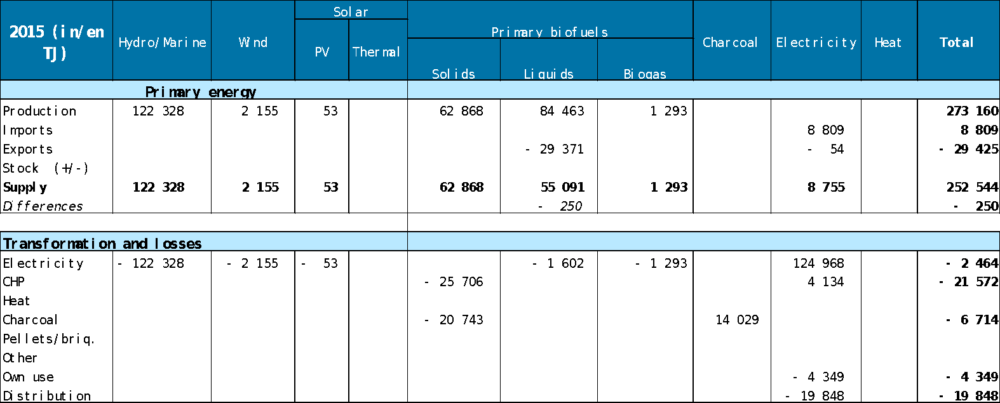 2015 (in/en TJ) Hydro/Marine Wind Solar PV Thermal Primary biofuels Solids Liquids Biogas Charcoal Electricity Heat Total
Primary energy
Production 122 328 2 155 53 62 868 84 463 1 293 273 160
Imports 8 809 8 809
Exports - 29 371 - 54 - 29 425
Stock (+/-)
Supply 122 328 2 155 53 62 868 55 091 1 293 8 755 252 544
Differences - 250 - 250
Transformation and losses
Electricity - 122 328 - 2 155 - 53 - 1 602 - 1 293 124 968 - 2 464
CHP - 25 706 4 134 - 21 572
Heat
Charcoal - 20 743 14 029 - 6 714
Pellets/briq.
Other
Own use - 4 349 - 4 349
Distribution - 19 848 - 19 848